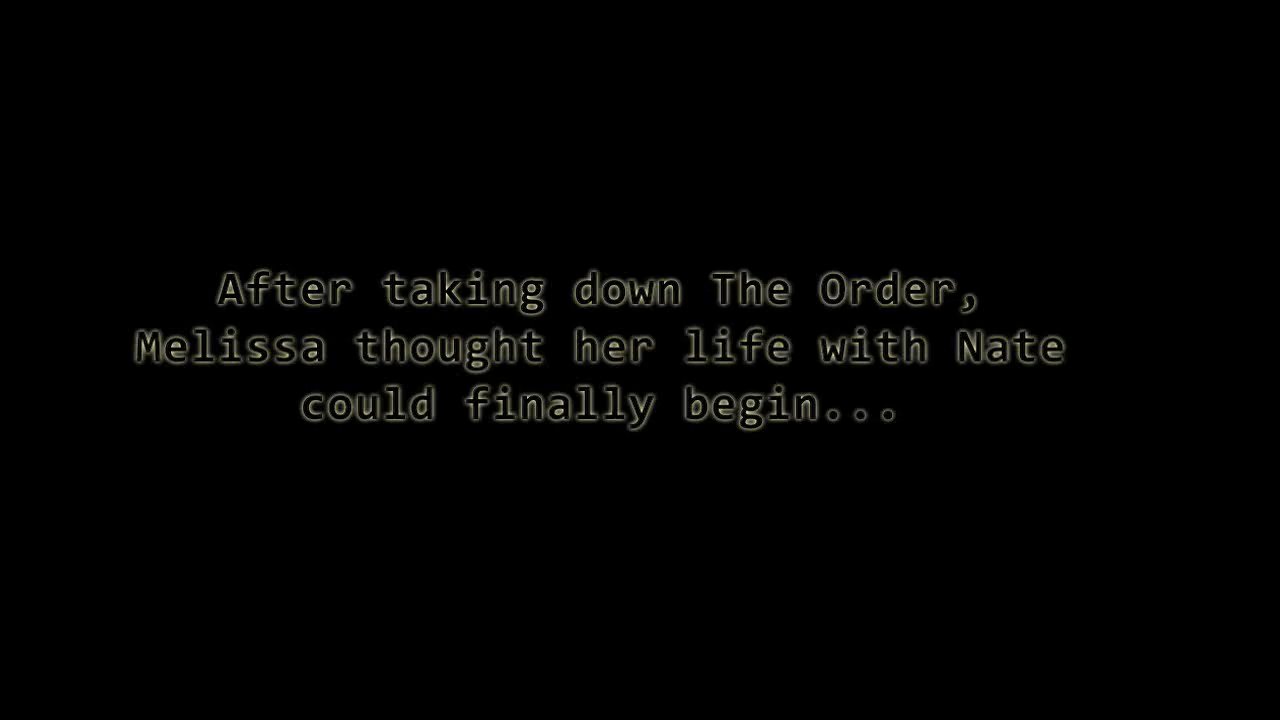 After taking down The Order,
Melissa thought her life with Nate
could finally begin...